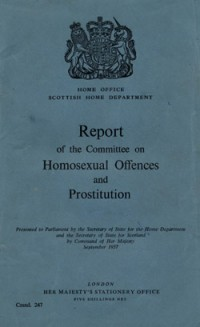 HOME OFFICE
SCOTTISH HOME DEPARTMENT
Report
of the Committee on
Homosexual Offences
and
Prostitution
Presented to Parliament by the Secretary of State for the Home Department
and the Secretary of State for Scotland
by Command of Her Majesty
September 1957
LONDON
HER MAJESTY'S STATIONERY OFFICE
FIVE SHILLINGS NET
Cmnd. 247